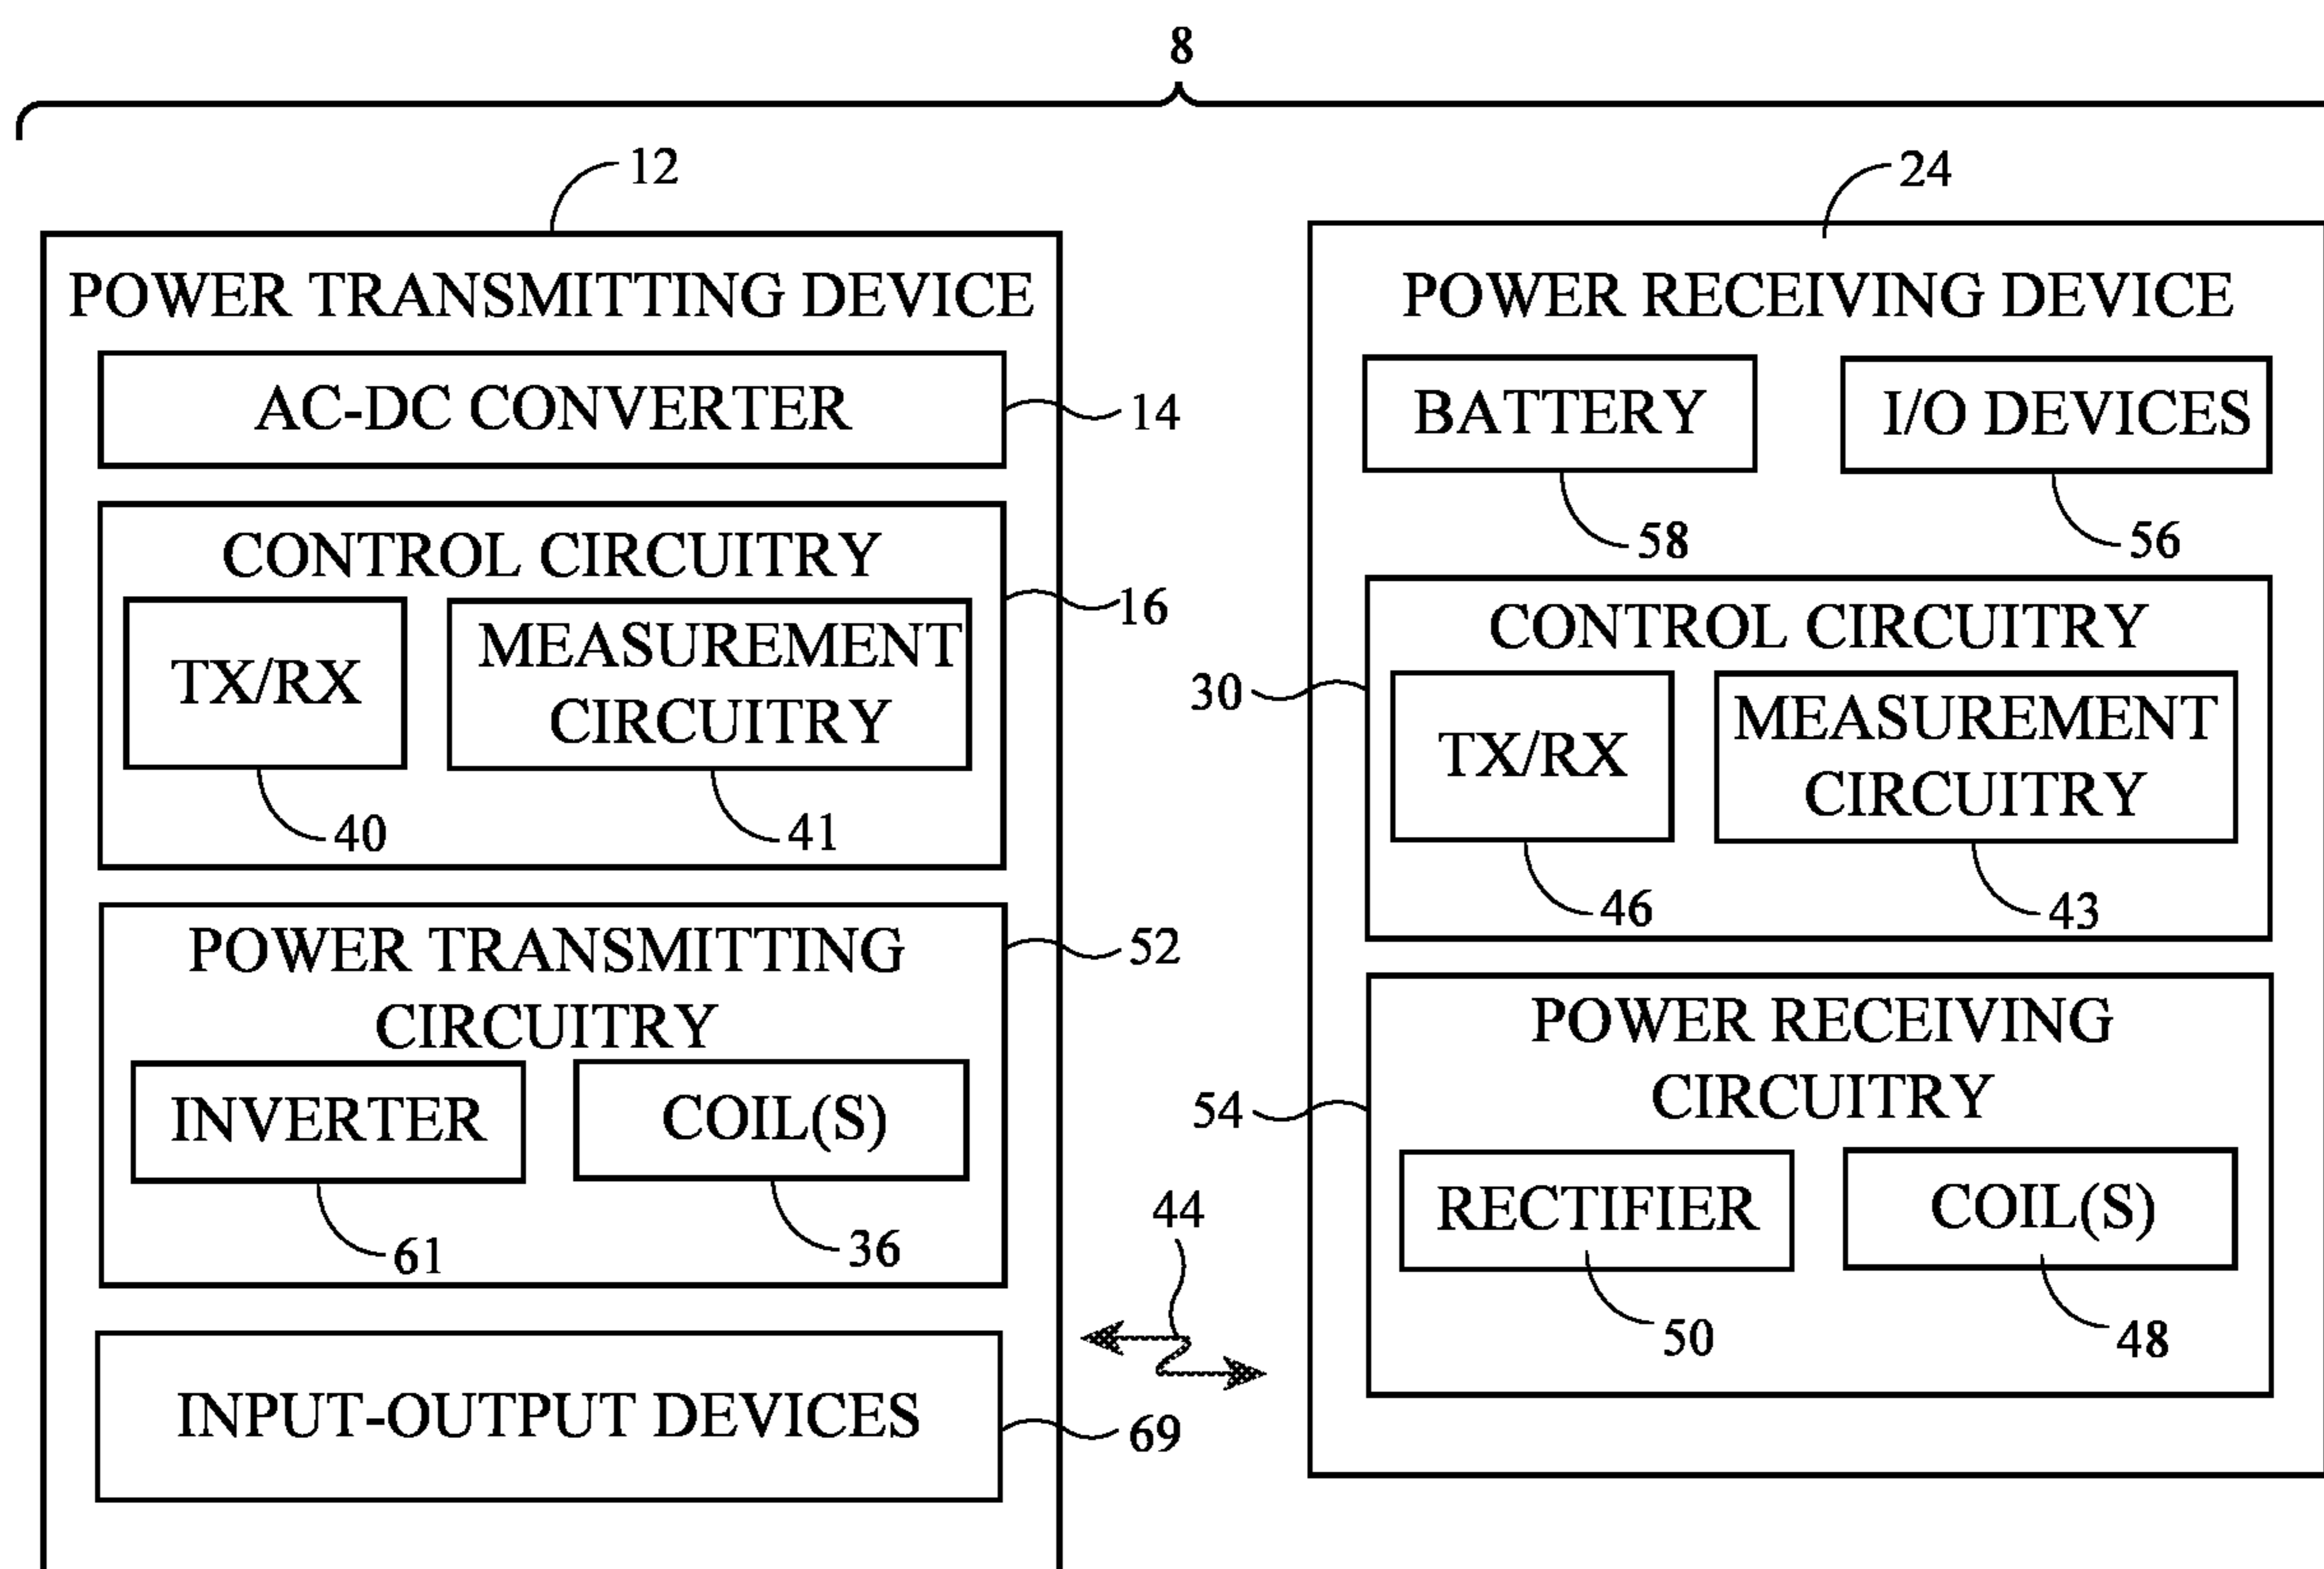 8
12
POWER TRANSMITTING DEVICE
AC-DC CONVERTER
14
CONTROL CIRCUITRY
16
TX/RX
MEASUREMENT
CIRCUITRY
40
41
POWER TRANSMITTING
CIRCUITRY
52
INVERTER
COIL(S)
61
36
INPUT-OUTPUT DEVICES
69
44
24
POWER RECEIVING DEVICE
BATTERY
I/O DEVICES
58
56
CONTROL CIRCUITRY
30
TX/RX
MEASUREMENT
CIRCUITRY
46
43
POWER RECEIVING
CIRCUITRY
54
RECTIFIER
COIL(S)
50
48